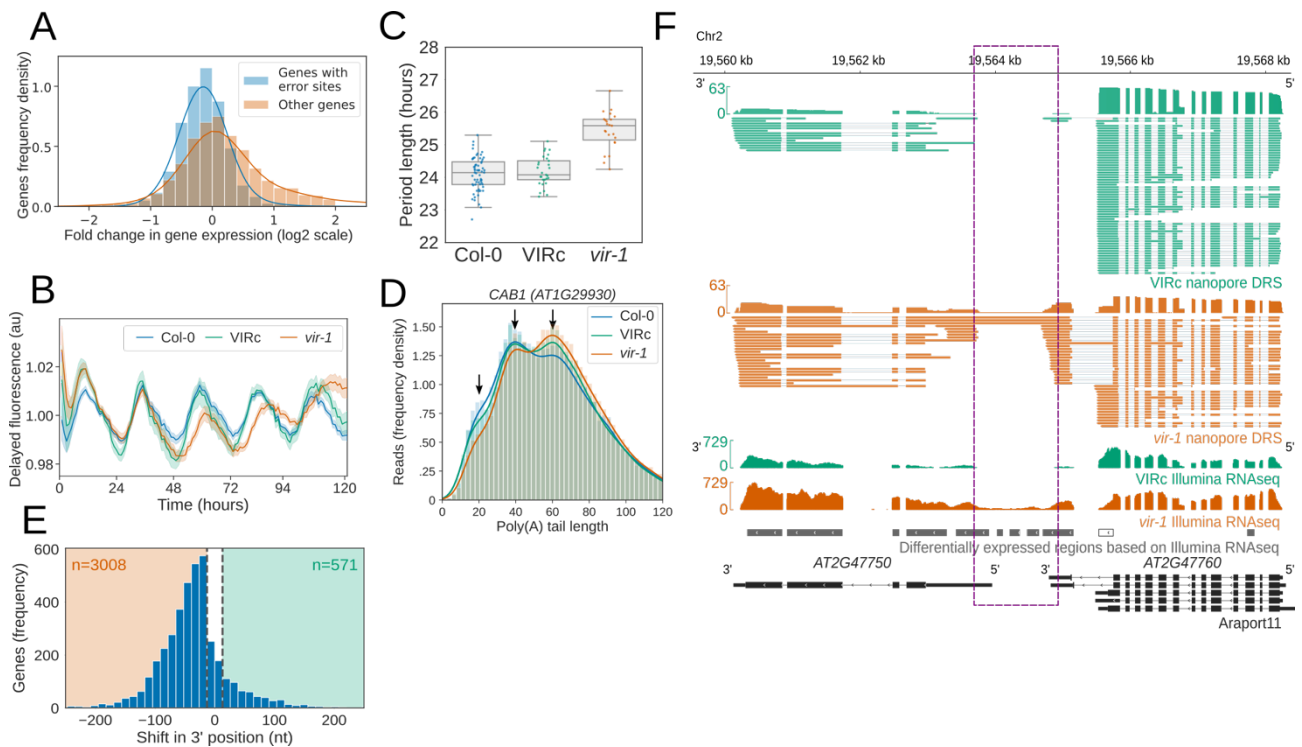 A
Genes frequency density)
1.0
0.5
0.0
Genes with
error sites
Other genes
−2
−1
0
1
2
Fold change in gene expression (log2 scale)
B
Delayed fluorescence (au)
Col-0
VIRc
vir-1
1.02
1.00
0.98
0
24
48
72
94
120
Time (hours)
C
Period length (hours)
28
27
26
25
24
23
22
Col-0
VIRc
vir-1
D
CAB1 (AT1G29930)
Reads (frequency density)
Col-0
VIRc
vir-1
1.50
1.25
1.00
.75
.50
.25
0
0
20
40
60
80
100
120
Poly(A) tail length
E
Genes (frequency)
600
400
200
0
n=3008
n=571
−200
−100
0
100
200
Shift in 3' position (nt)
F
Chr2
19,560 kb
19,562 kb
19,564 kb
19,566 kb
19,568 kb
3'
5'
63
0
VIRc nanopore DRS
63
0
vir-1 nanopore DRS
3'
5'
729
0
VIRc Illumina RNAseq
729
0
vir-1 Illumina RNAseq
Differentially expressed regions based on Illumina RNAseq
3'
AT2G47750
5'
3'
AT2G47760
5'
Araport11